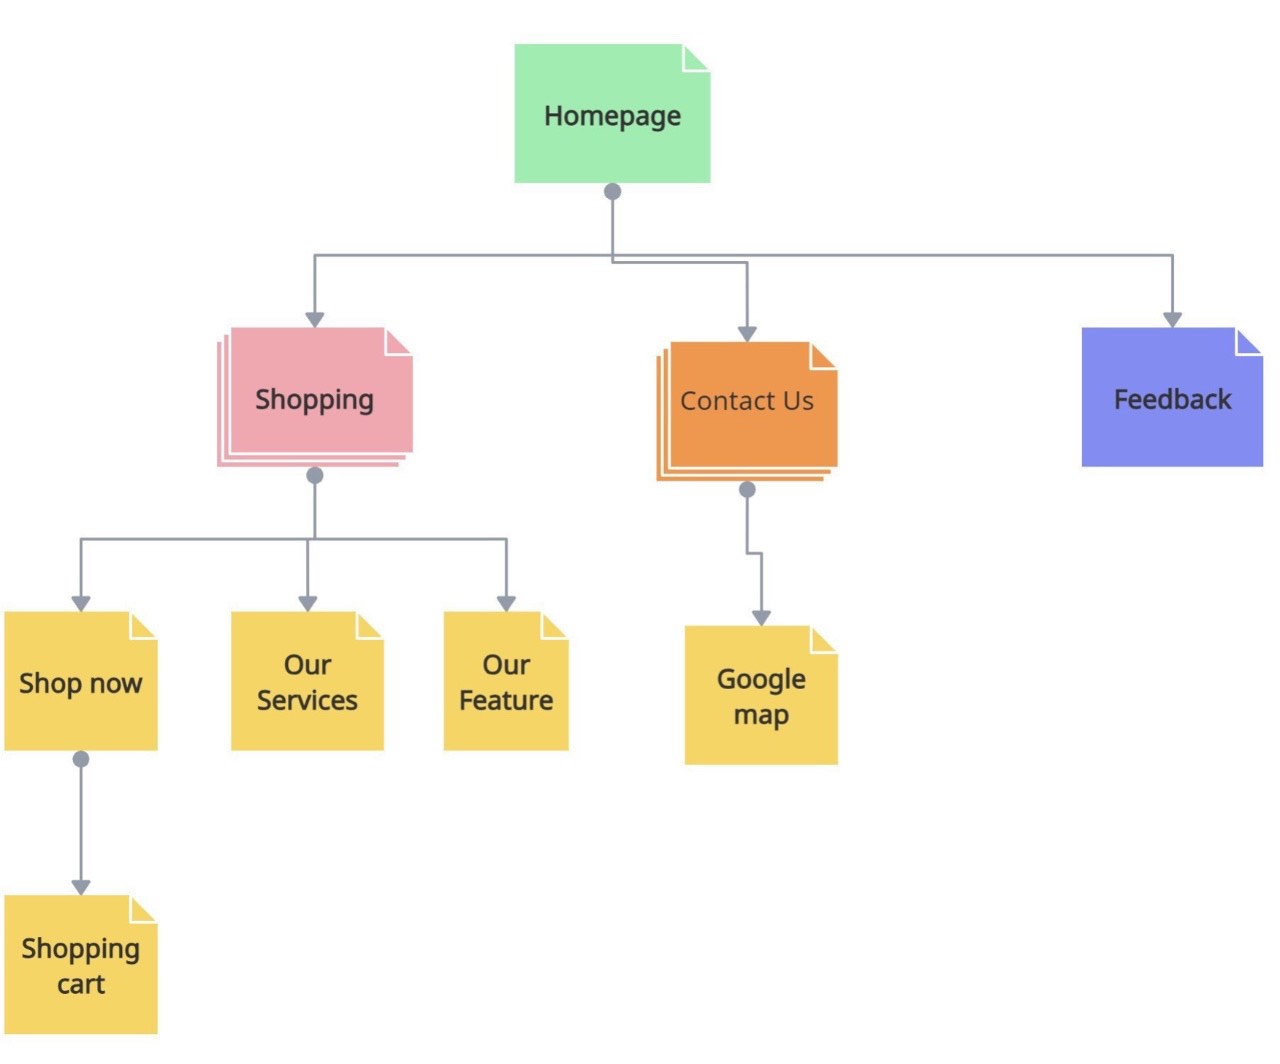 Homepage
Shopping
Contact Us
Feedback
Shop now
Our
Services
Our
Feature
Google
map
Shopping
cart